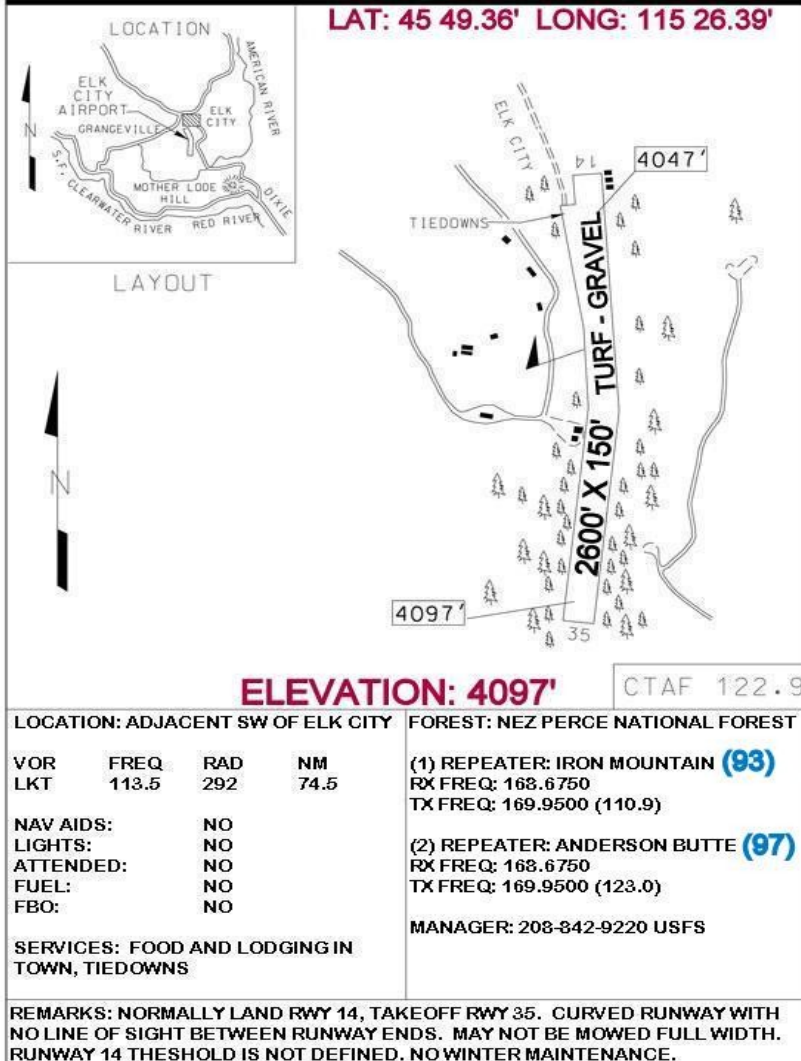 LAT: 45 49.36' LONG: 115 26.39'
LOCATION
AMERICAN RIVER
ELK
CITY
AIRPORT
ELK
CITY
GRANGEVILLE
N
S.F. CLEARWATER
RIVER
MOTHER LODE
HILL
RED RIVER
DIXIE
LAYOUT
N
ELK CITY
14
4047'
TIEDOWNS
2600' X 150' TURF - GRAVEL
4097'
35
ELEVATION: 4097'
CTAF 122.9
LOCATION: ADJACENT SW OF ELK CITY
VOR FREQ RAD NM
LKT 113.5 292 74.5
NAV AIDS: NO
LIGHTS: NO
ATTENDED: NO
FUEL: NO
FBO: NO
SERVICES: FOOD AND LODGING IN
TOWN, TIEDOWNS
FOREST: NEZ PERCE NATIONAL FOREST
(1) REPEATER: IRON MOUNTAIN (93)
RX FREQ: 168.6750
TX FREQ: 169.9500 (110.9)
(2) REPEATER: ANDERSON BUTTE (97)
RX FREQ: 168.6750
TX FREQ: 169.9500 (123.0)
MANAGER: 208-842-9220 USFS
REMARKS: NORMALLY LAND RWY 14, TAKEOFF RWY 35. CURVED RUNWAY WITH
NO LINE OF SIGHT BETWEEN RUNWAY ENDS. MAY NOT BE MOWED FULL WIDTH.
RUNWAY 14 THESHOLD IS NOT DEFINED. NO WINTER MAINTENANCE.